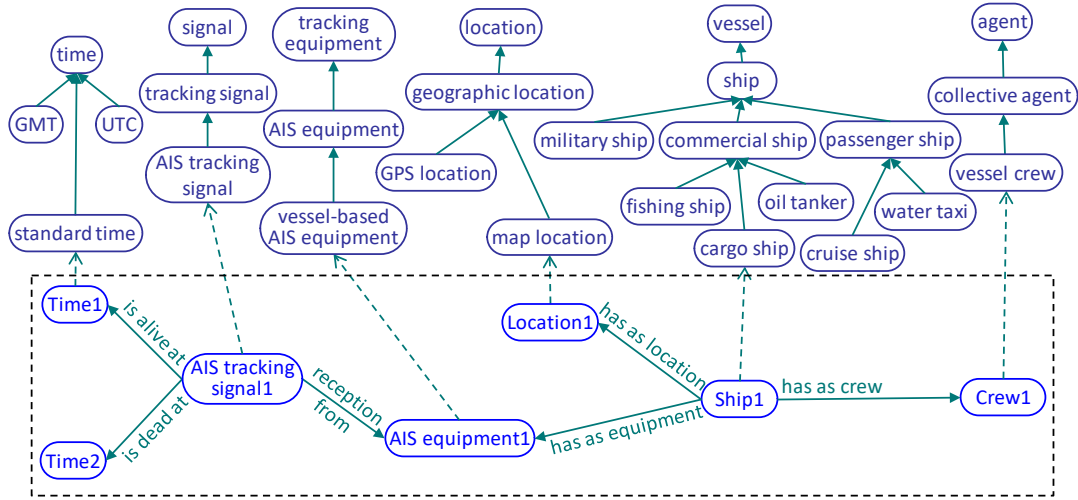 signal
tracking
equipment
location
vessel
agent
time
tracking signal
geographic location
ship
collective agent
GMT
UTC
AIS equipment
military ship
commercial ship
passenger ship
AIS tracking
signal
GPS location
vessel crew
fishing ship
oil tanker
water taxi
standard time
vessel-based
AIS equipment
map location
cargo ship
cruise ship
Time1
is alive at
Location1
has as location
AIS tracking
signal1
reception
from
Ship1
has as crew
Crew1
is dead at
AIS equipment1
has as equipment
Time2